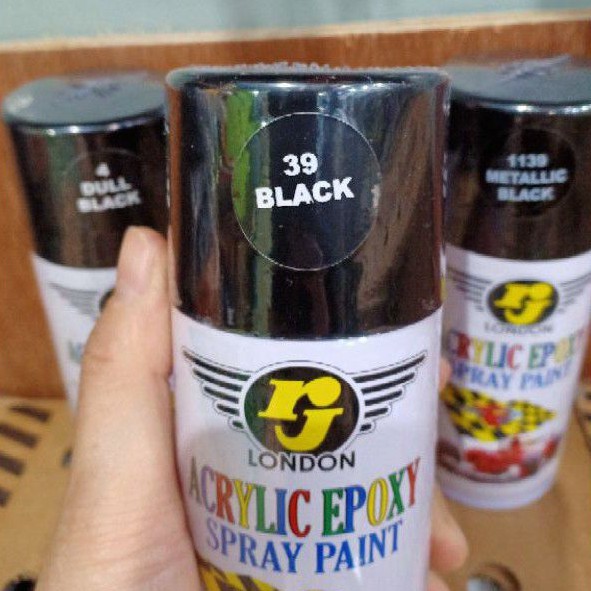 4
DULL
BLACK
39
BLACK
1139
METALLIC
BLACK
rj
LONDON
ACRYLIC EPOXY
SPRAY PAINT
rj
LONDON
ACRYLIC EPOXY
SPRAY PAINT